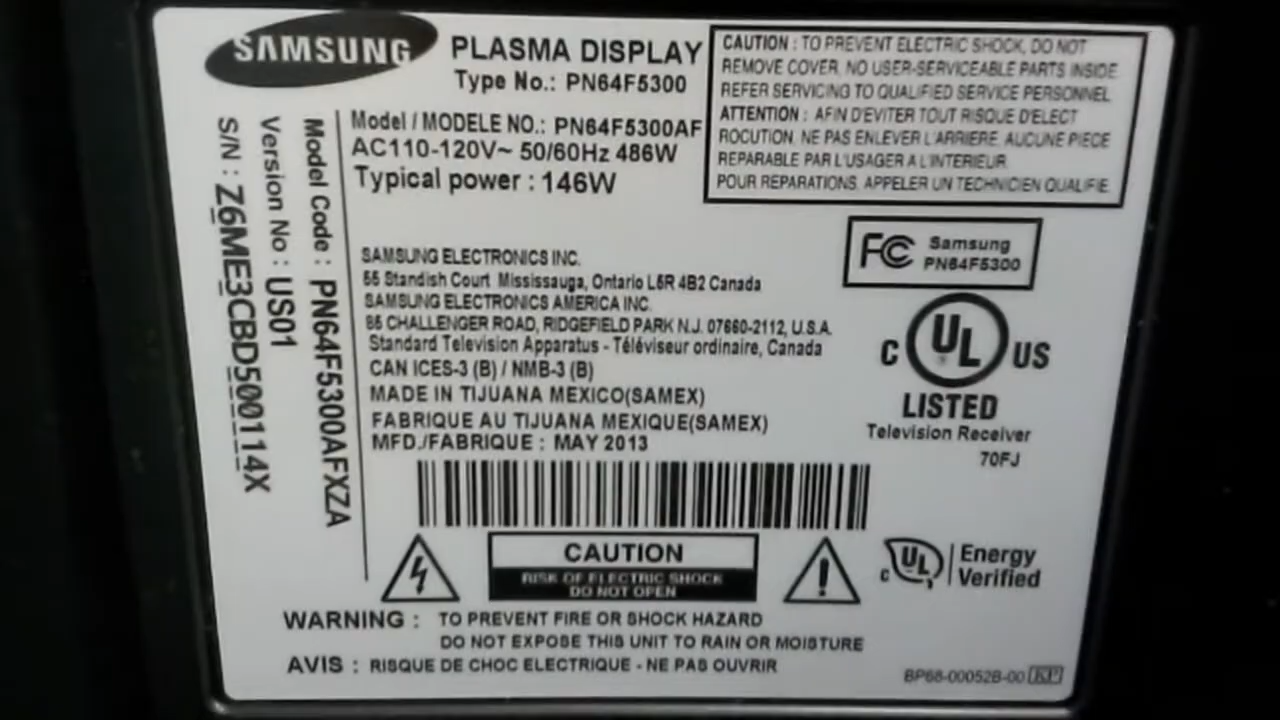 SAMSUNG
PLASMA DISPLAY
Type No.: PN64F5300
Model / MODELE NO.: PN64F5300AF
AC110-120V~ 50/60Hz 486W
Typical power : 146W
CAUTION : TO PREVENT ELECTRIC SHOCK, DO NOT
REMOVE COVER. NO USER-SERVICEABLE PARTS INSIDE.
REFER SERVICING TO QUALIFIED SERVICE PERSONNEL.
ATTENTION : AFIN D'EVITER TOUT RISQUE D'ELECT
ROCUTION, NE PAS ENLEVER L'ARRIERE. AUCUNE PIECE
REPARABLE PAR L'USAGER A L'INTERIEUR.
POUR REPARATIONS, APPELER UN TECHNICIEN QUALIFIE.
Model Code : PN64F5300AFXZA
Version No : US01
S/N : Z6ME3CBD500114X
SAMSUNG ELECTRONICS INC.
55 Standish Court Mississauga, Ontario L5R 4B2 Canada
SAMSUNG ELECTRONICS AMERICA INC.
85 CHALLENGER ROAD, RIDGEFIELD PARK N.J. 07660-2112, U.S.A.
Standard Television Apparatus - Téléviseur ordinaire, Canada
CAN ICES-3 (B) / NMB-3 (B)
MADE IN TIJUANA MEXICO(SAMEX)
FABRIQUE AU TIJUANA MEXIQUE(SAMEX)
MFD./FABRIQUE : MAY 2013
FC Samsung
PN64F5300
C UL US
LISTED
Television Receiver
70FJ
CAUTION
RISK OF ELECTRIC SHOCK
DO NOT OPEN
c UL Energy
Verified
WARNING : TO PREVENT FIRE OR SHOCK HAZARD
DO NOT EXPOSE THIS UNIT TO RAIN OR MOISTURE
AVIS : RISQUE DE CHOC ELECTRIQUE - NE PAS OUVRIR
BP68-00052B-00 KP